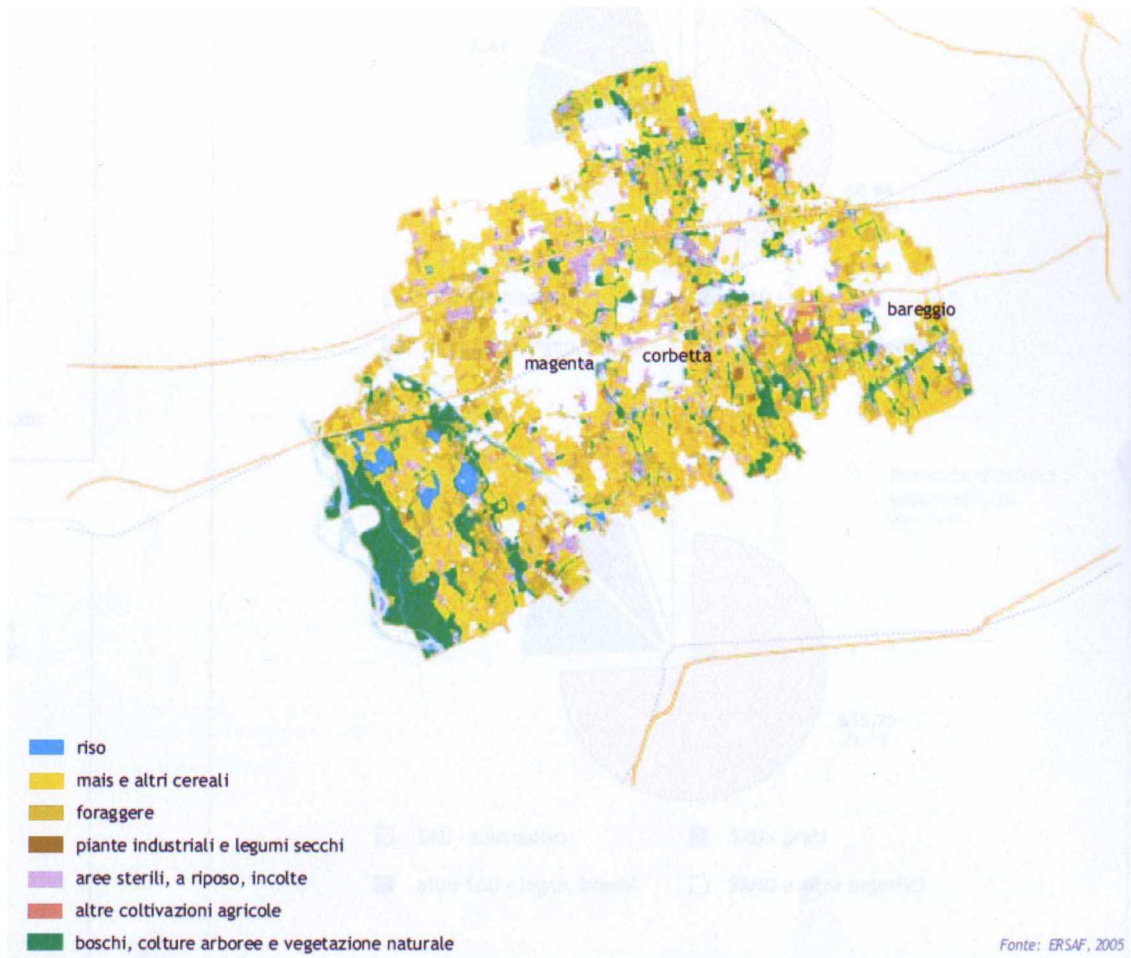 bareggio
corbetta
magenta
riso
mais e altri cereali
foraggere
piante industriali e legumi secchi
aree sterili, a riposo, incolte
altre coltivazioni agricole
boschi, colture arboree e vegetazione naturale
Fonte: ERSAF, 2005